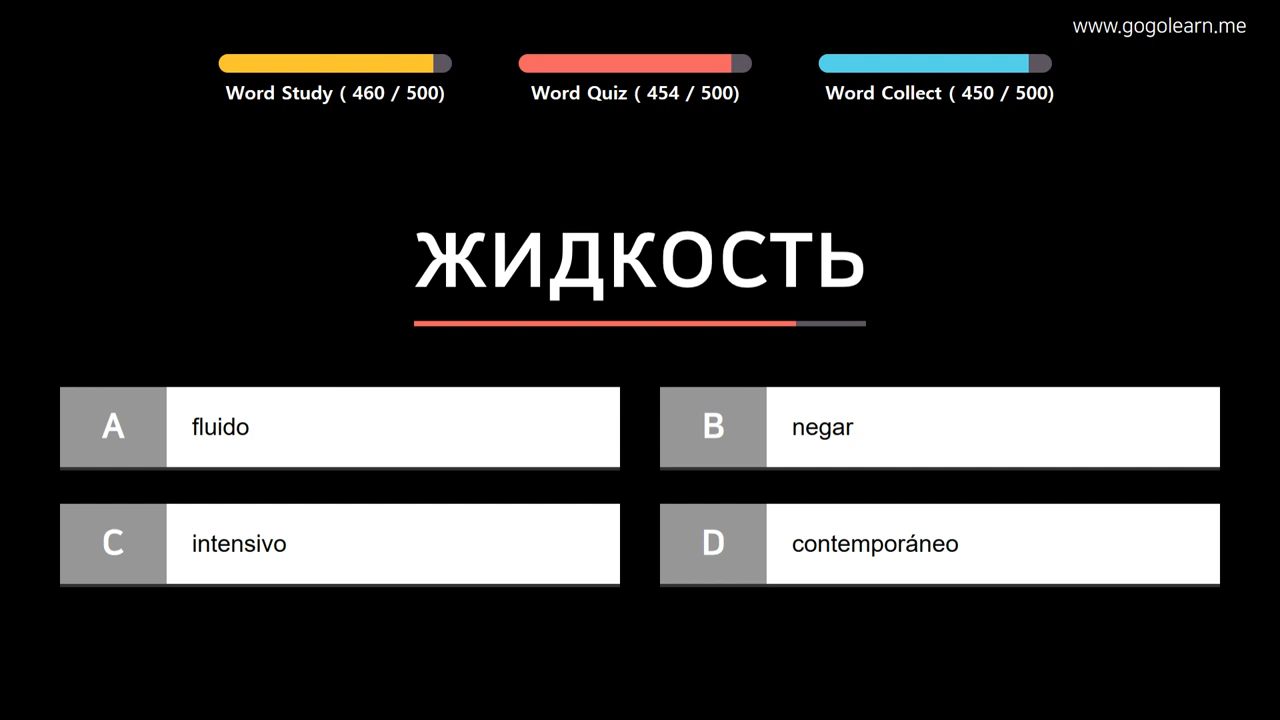 www.gogolearn.me
Word Study ( 460 / 500)
Word Quiz ( 454 / 500)
Word Collect ( 450 / 500)
ЖИДКОСТЬ
A fluido
B negar
C intensivo
D contemporáneo